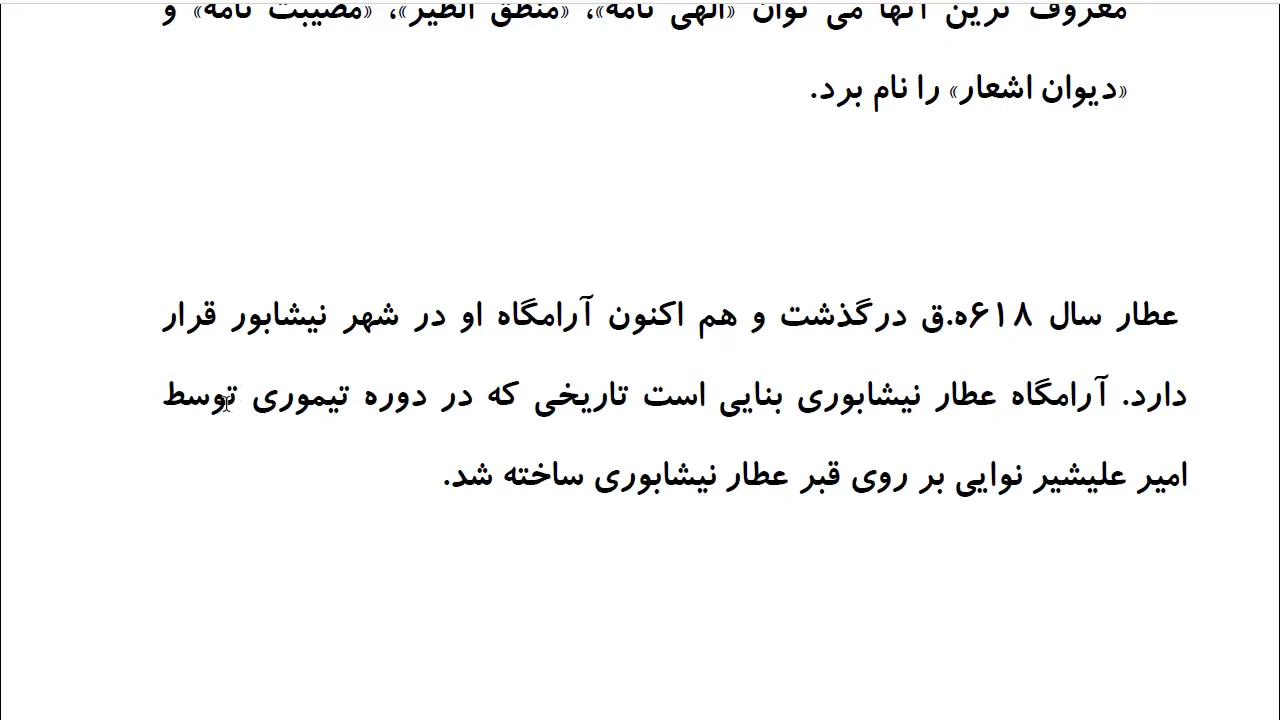 معروف ترین آنها می توان «الهی نامه»، «منطق الطیر»، «مصیبت نامه» و
«دیوان اشعار» را نام برد.
عطار سال ۶۱۸ه.ق درگذشت و هم اکنون آرامگاه او در شهر نیشابور قرار
دارد. آرامگاه عطار نیشابوری بنایی است تاریخی که در دوره تیموری توسط
امیر علیشیر نوایی بر روی قبر عطار نیشابوری ساخته شد.